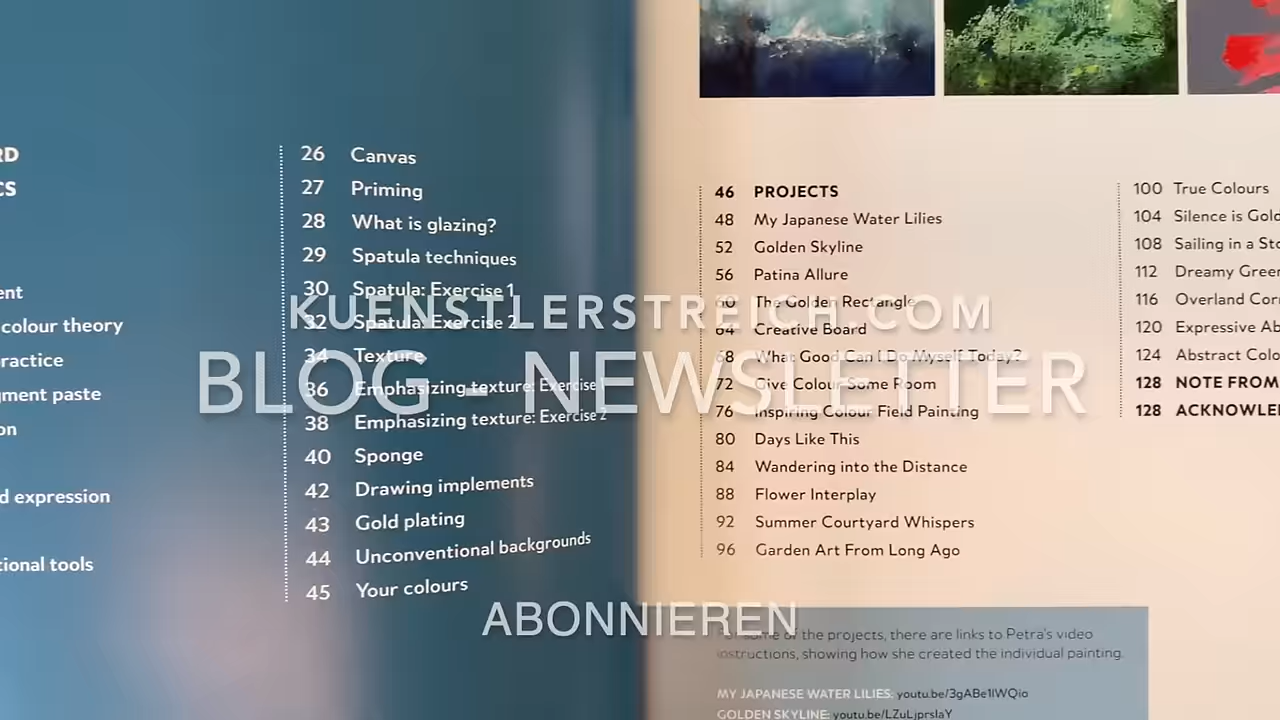 RD
CS
ent
colour theory
ractice
gment paste
on
d expression
tional tools
26 Canvas
27 Priming
28 What is glazing?
29 Spatula techniques
30 Spatula: Exercise 1
32 Spatula: Exercise 2
34 Texture
36 Emphasizing texture: Exercise 1
38 Emphasizing texture: Exercise 2
40 Sponge
42 Drawing implements
43 Gold plating
44 Unconventional backgrounds
45 Your colours
46 PROJECTS
48 My Japanese Water Lilies
52 Golden Skyline
56 Patina Allure
60 The Golden Rectangle
64 Creative Board
68 What Good Can I Do Myself Today?
72 Give Colour Some Room
76 Inspiring Colour Field Painting
80 Days Like This
84 Wandering into the Distance
88 Flower Interplay
92 Summer Courtyard Whispers
96 Garden Art From Long Ago
100 True Colours
104 Silence is Gold
108 Sailing in a Sto
112 Dreamy Green
116 Overland Cor
120 Expressive Ab
124 Abstract Colo
128 NOTE FROM
128 ACKNOWLE
KUENSTLERSTREICH.COM
BLOG - NEWSLETTER
ABONNIEREN
For some of the projects, there are links to Petra's video
instructions, showing how she created the individual painting.
MY JAPANESE WATER LILIES: youtu.be/3gABe1lWQio
GOLDEN SKYLINE: youtu.be/LZuLjprsIaY